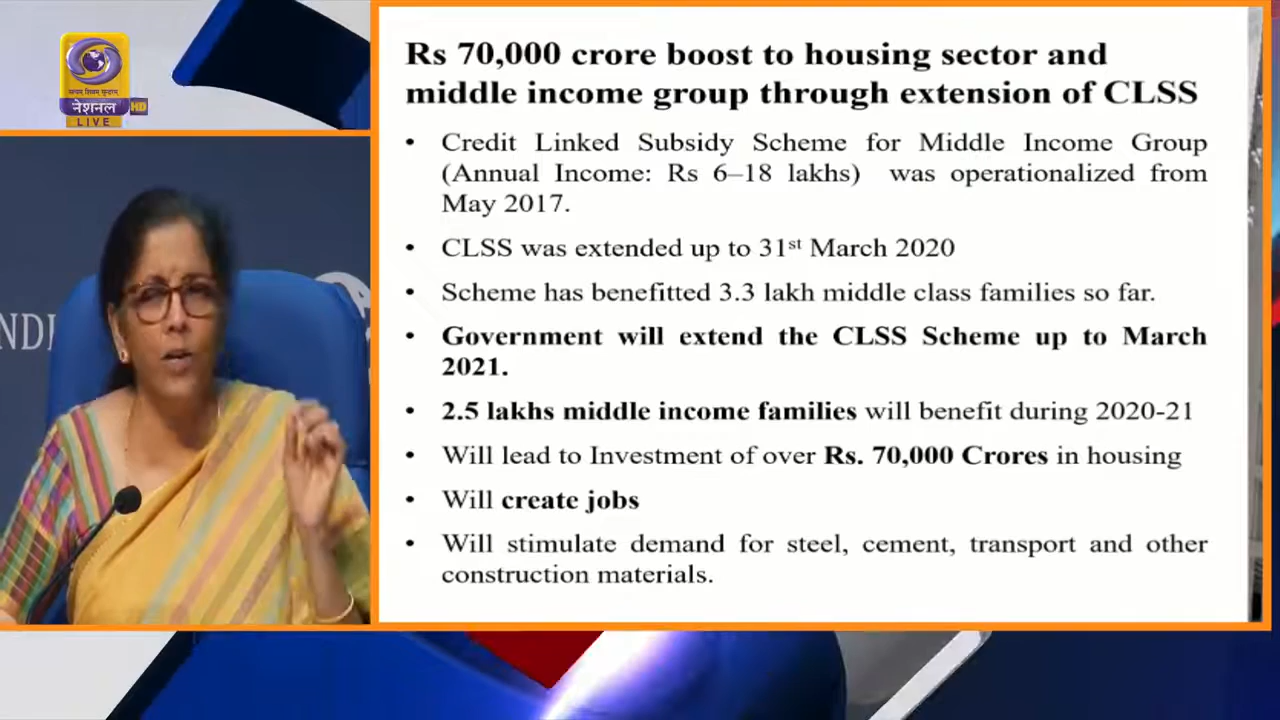 नेशनल HD
LIVE
NDI
Rs 70,000 crore boost to housing sector and
middle income group through extension of CLSS
• Credit Linked Subsidy Scheme for Middle Income Group
(Annual Income: Rs 6–18 lakhs) was operationalized from
May 2017.
• CLSS was extended up to 31st March 2020
• Scheme has benefitted 3.3 lakh middle class families so far.
• Government will extend the CLSS Scheme up to March
2021.
• 2.5 lakhs middle income families will benefit during 2020-21
• Will lead to Investment of over Rs. 70,000 Crores in housing
• Will create jobs
• Will stimulate demand for steel, cement, transport and other
construction materials.